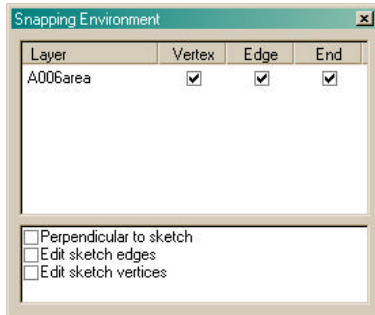 Snapping Environment
Layer Vertex Edge End
A006area
Perpendicular to sketch
Edit sketch edges
Edit sketch vertices